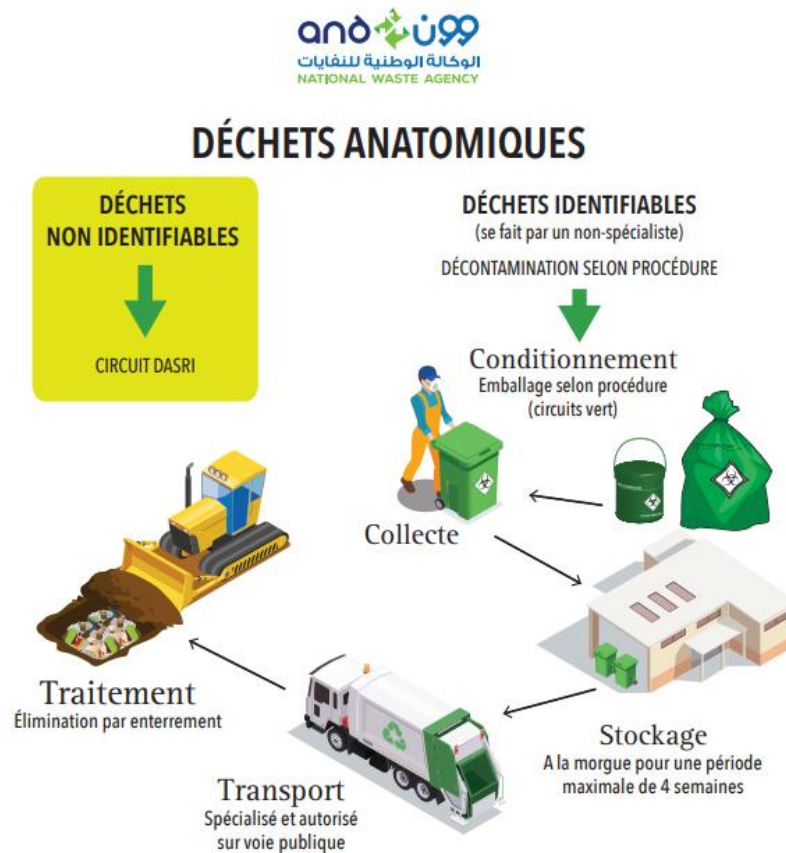 and ون99
الوكالة الوطنية للنفايات
NATIONAL WASTE AGENCY
DÉCHETS ANATOMIQUES
DÉCHETS
NON IDENTIFIABLES
CIRCUIT DASRI
DÉCHETS IDENTIFIABLES
(se fait par un non-spécialiste)
DÉCONTAMINATION SELON PROCÉDURE
Conditionnement
Emballage selon procédure
(circuits vert)
Collecte
Stockage
A la morgue pour une période
maximale de 4 semaines
Transport
Spécialisé et autorisé
sur voie publique
Traitement
Élimination par enterrement